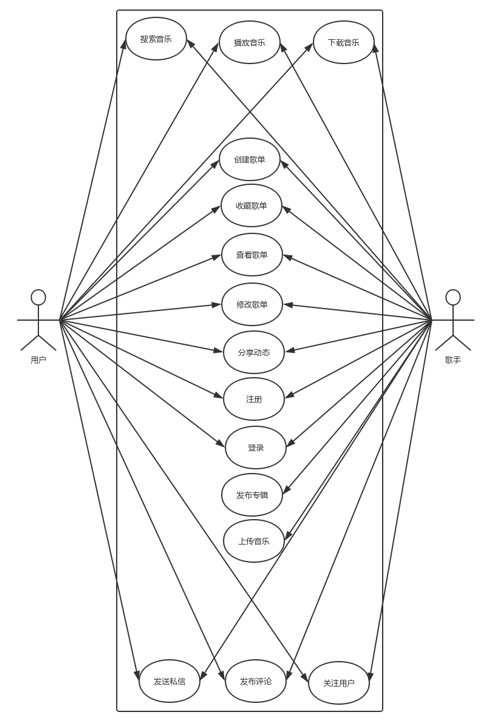 搜索音乐
播放音乐
下载音乐
创建歌单
收藏歌单
查看歌单
修改歌单
用户
歌手
分享动态
注册
登录
发布专辑
上传音乐
发送私信
发布评论
关注用户